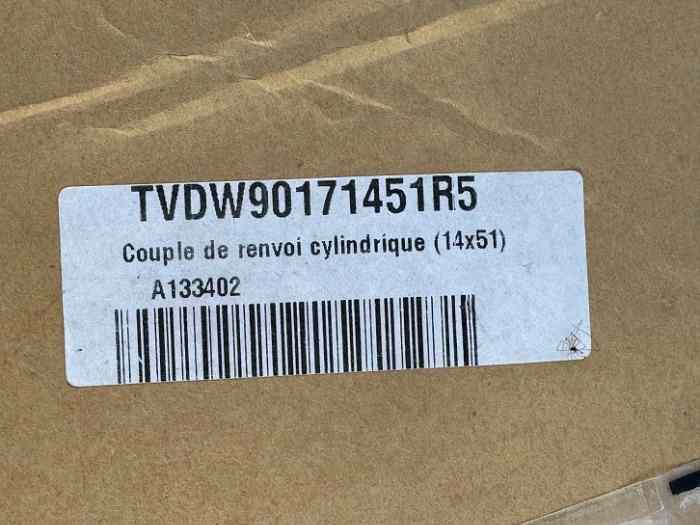 TVDW90171451R5
Couple de renvoi cylindrique (14x51)
A133402